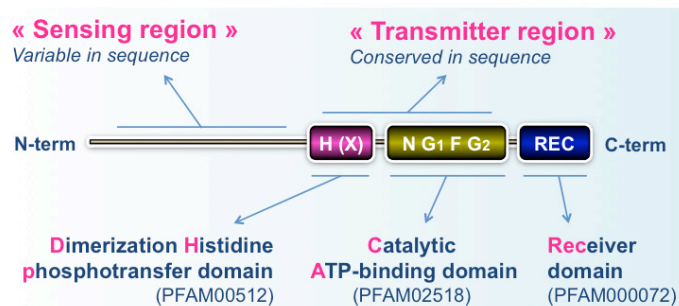 « Sensing region »
Variable in sequence
« Transmitter region »
Conserved in sequence
N-term
H (X)
N G1 F G2
REC
C-term
Dimerization Histidine
phosphotransfer domain
(PFAM00512)
Catalytic
ATP-binding domain
(PFAM02518)
Receiver
domain
(PFAM000072)